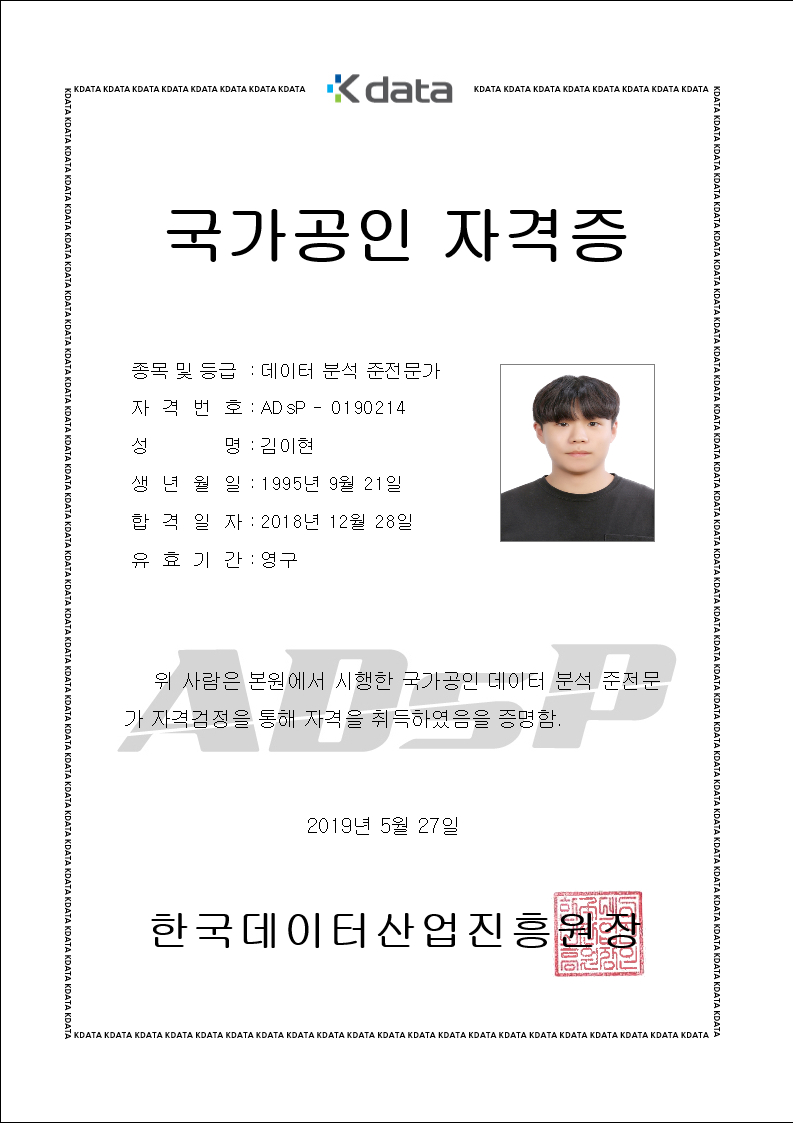 KDATA KDATA KDATA KDATA KDATA KDATA KDATA KDATA
K data
KDATA KDATA KDATA KDATA KDATA KDATA KDATA KDATA
국가공인 자격증
종목 및 등급 : 데이터 분석 준전문가
자 격 번 호 : ADsP - 0190214
성 명 : 김이현
생 년 월 일 : 1995년 9월 21일
합 격 일 자 : 2018년 12월 28일
유 효 기 간 : 영구
ADsP
위 사람은 본원에서 시행한 국가공인 데이터 분석 준전문
가 자격검정을 통해 자격을 취득하였음을 증명함.
2019년 5월 27일
한국데이터산업진흥원장
KDATA KDATA KDATA KDATA KDATA KDATA KDATA KDATA KDATA KDATA KDATA KDATA KDATA KDATA KDATA KDATA KDATA KDATA KDATA KDATA KDATA